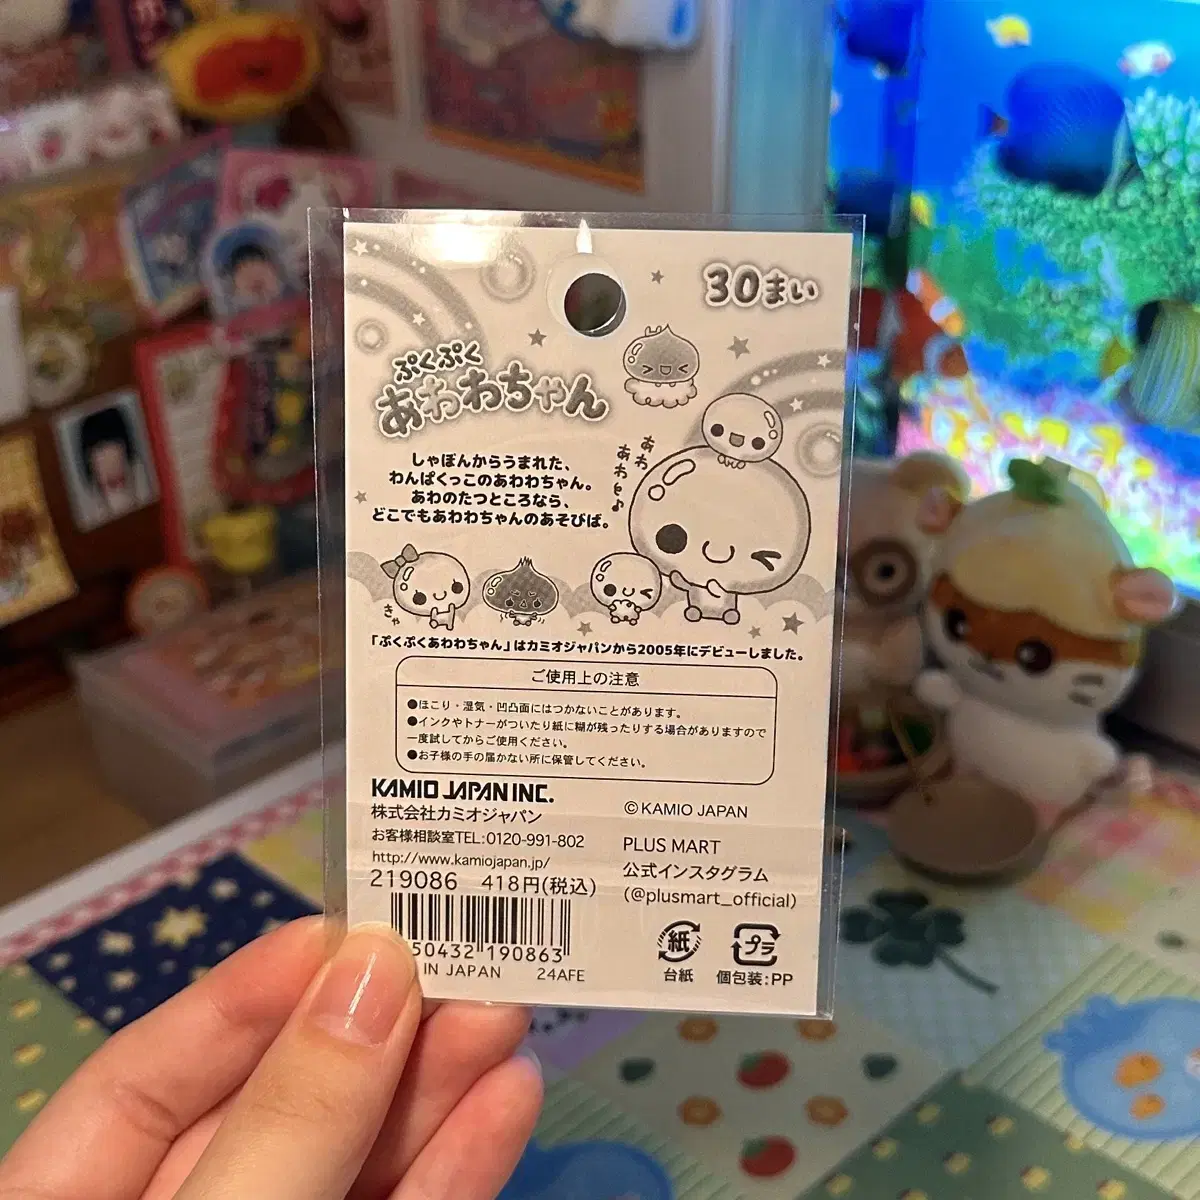 30まい
ぷくぷく
あわわちゃん
しゃぼんからうまれた、
わんぱくっこのあわわちゃん。
あわのたつところなら、
どこでもあわわちゃんのあそびば。
あわ
あわわ♪
きゃ
「ぷくぷくあわわちゃん」はカミオジャパンから2005年にデビューしました。
ご使用上の注意
●ほこり・湿気・凹凸面にはつかないことがあります。
●インクやトナーがついたり紙に糊が残ったりする場合がありますので
一度試してからご使用ください。
●お子様の手の届かない所に保管してください。
KAMIO JAPAN INC.
株式会社カミオジャパン
お客様相談室TEL:0120-991-802
http://www.kamiojapan.jp/
219086 418円(税込)
50432 190863
IN JAPAN 24AFE
©KAMIO JAPAN
PLUS MART
公式インスタグラム
(@plusmart_official)
紙
台紙
プラ
個包装:PP